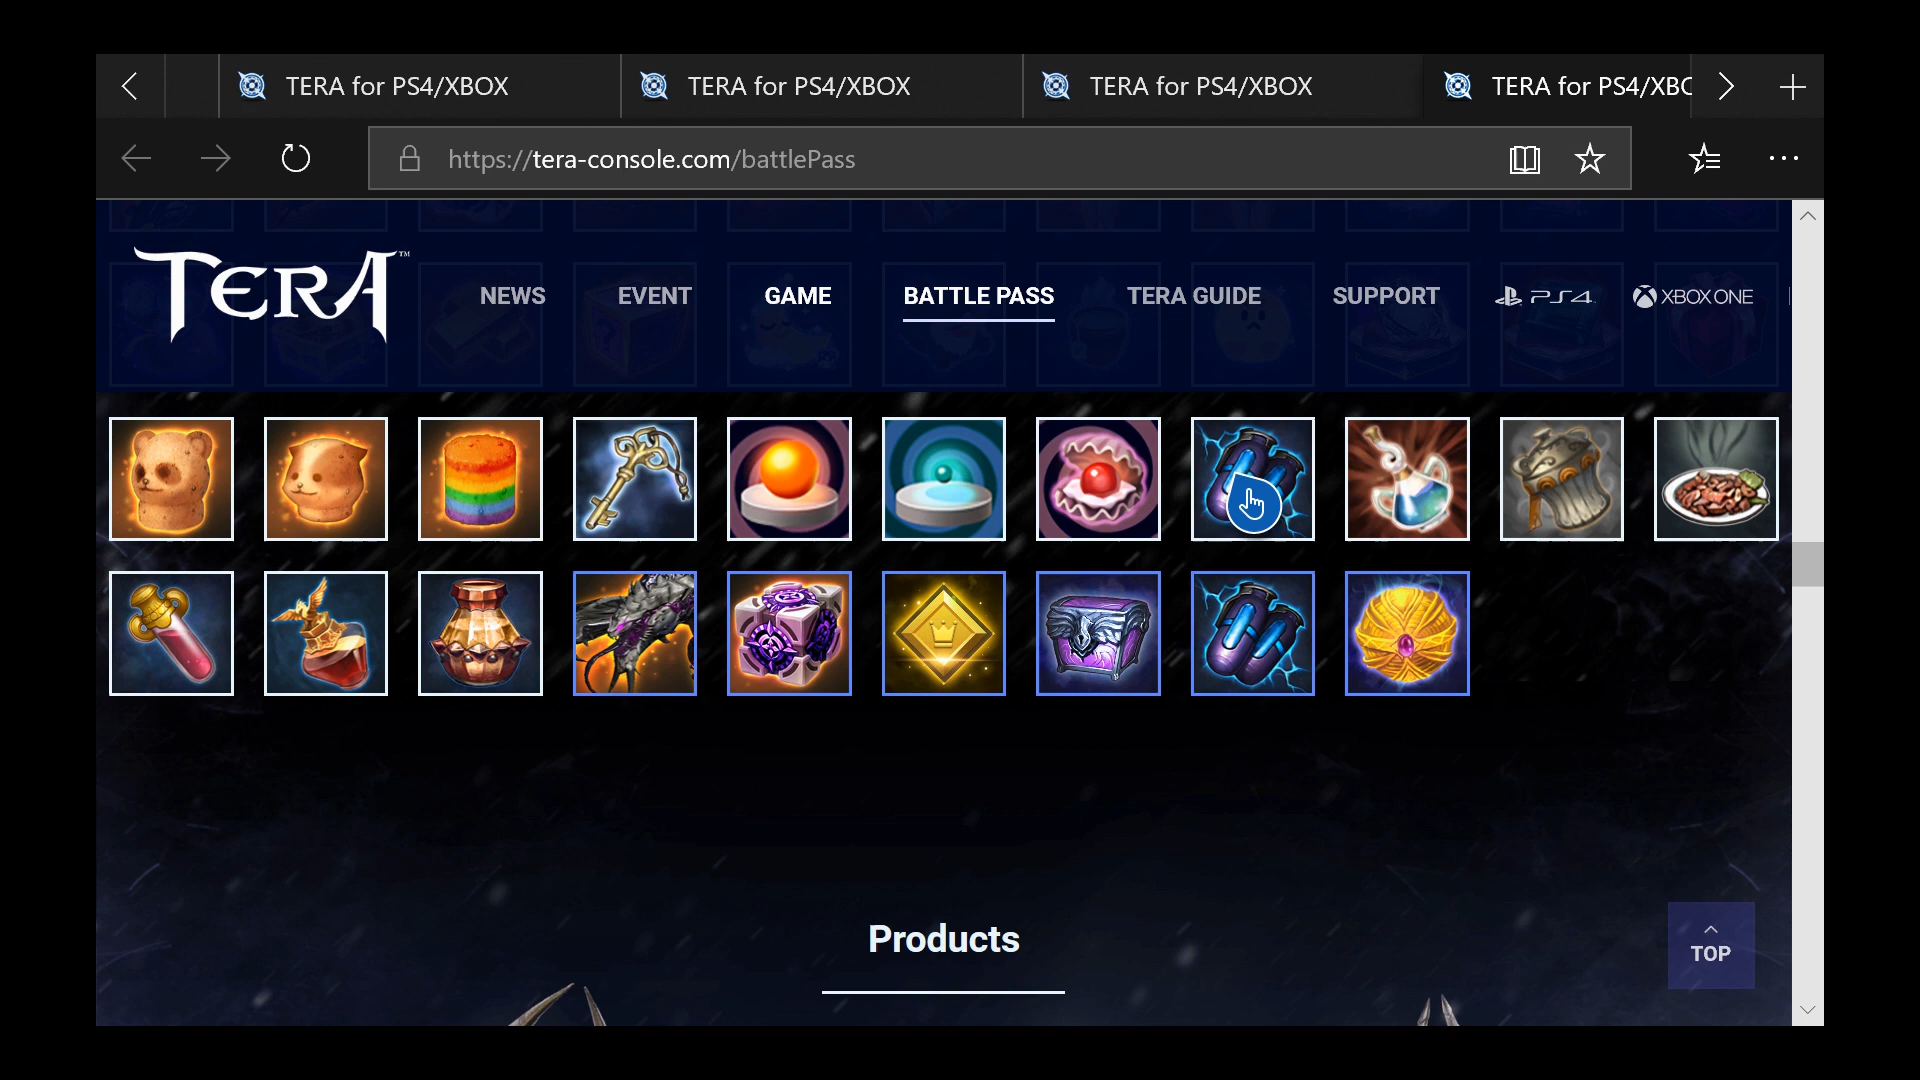 TERA for PS4/XBOX
TERA for PS4/XBOX
TERA for PS4/XBOX
TERA for PS4/XBC
https://tera-console.com/battlePass
TERA™
NEWS
EVENT
GAME
BATTLE PASS
TERA GUIDE
SUPPORT
PS4
XBOX ONE
Products
TOP